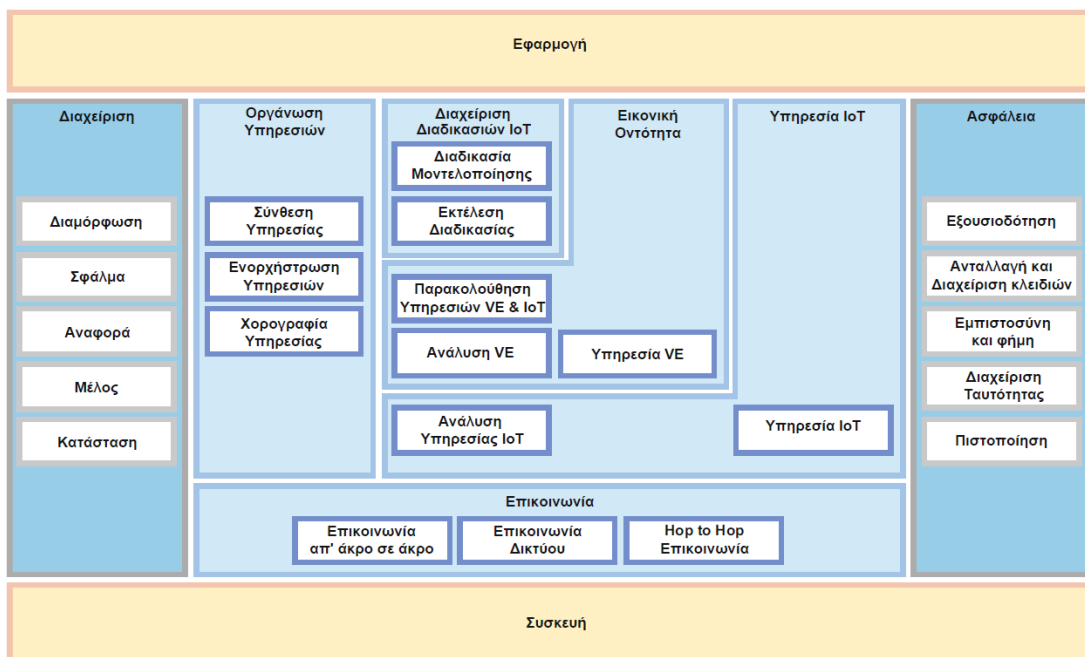 Εφαρμογή
Διαχείριση
Διαμόρφωση
Σφάλμα
Αναφορά
Μέλος
Κατάσταση
Οργάνωση
Υπηρεσιών
Σύνθεση
Υπηρεσίας
Ενορχήστρωση
Υπηρεσιών
Χορογραφία
Υπηρεσίας
Διαχείριση
Διαδικασιών IoT
Διαδικασία
Μοντελοποίησης
Εκτέλεση
Διαδικασίας
Εικονική
Οντότητα
Παρακολούθηση
Υπηρεσιών VE & IoT
Ανάλυση VE
Υπηρεσία VE
Υπηρεσία IoT
Ανάλυση
Υπηρεσίας IoT
Υπηρεσία IoT
Επικοινωνία
Επικοινωνία
απ' άκρο σε άκρο
Επικοινωνία
Δικτύου
Hop to Hop
Επικοινωνία
Ασφάλεια
Εξουσιοδότηση
Ανταλλαγή και
Διαχείριση κλειδιών
Εμπιστοσύνη
και φήμη
Διαχείριση
Ταυτότητας
Πιστοποίηση
Συσκευή